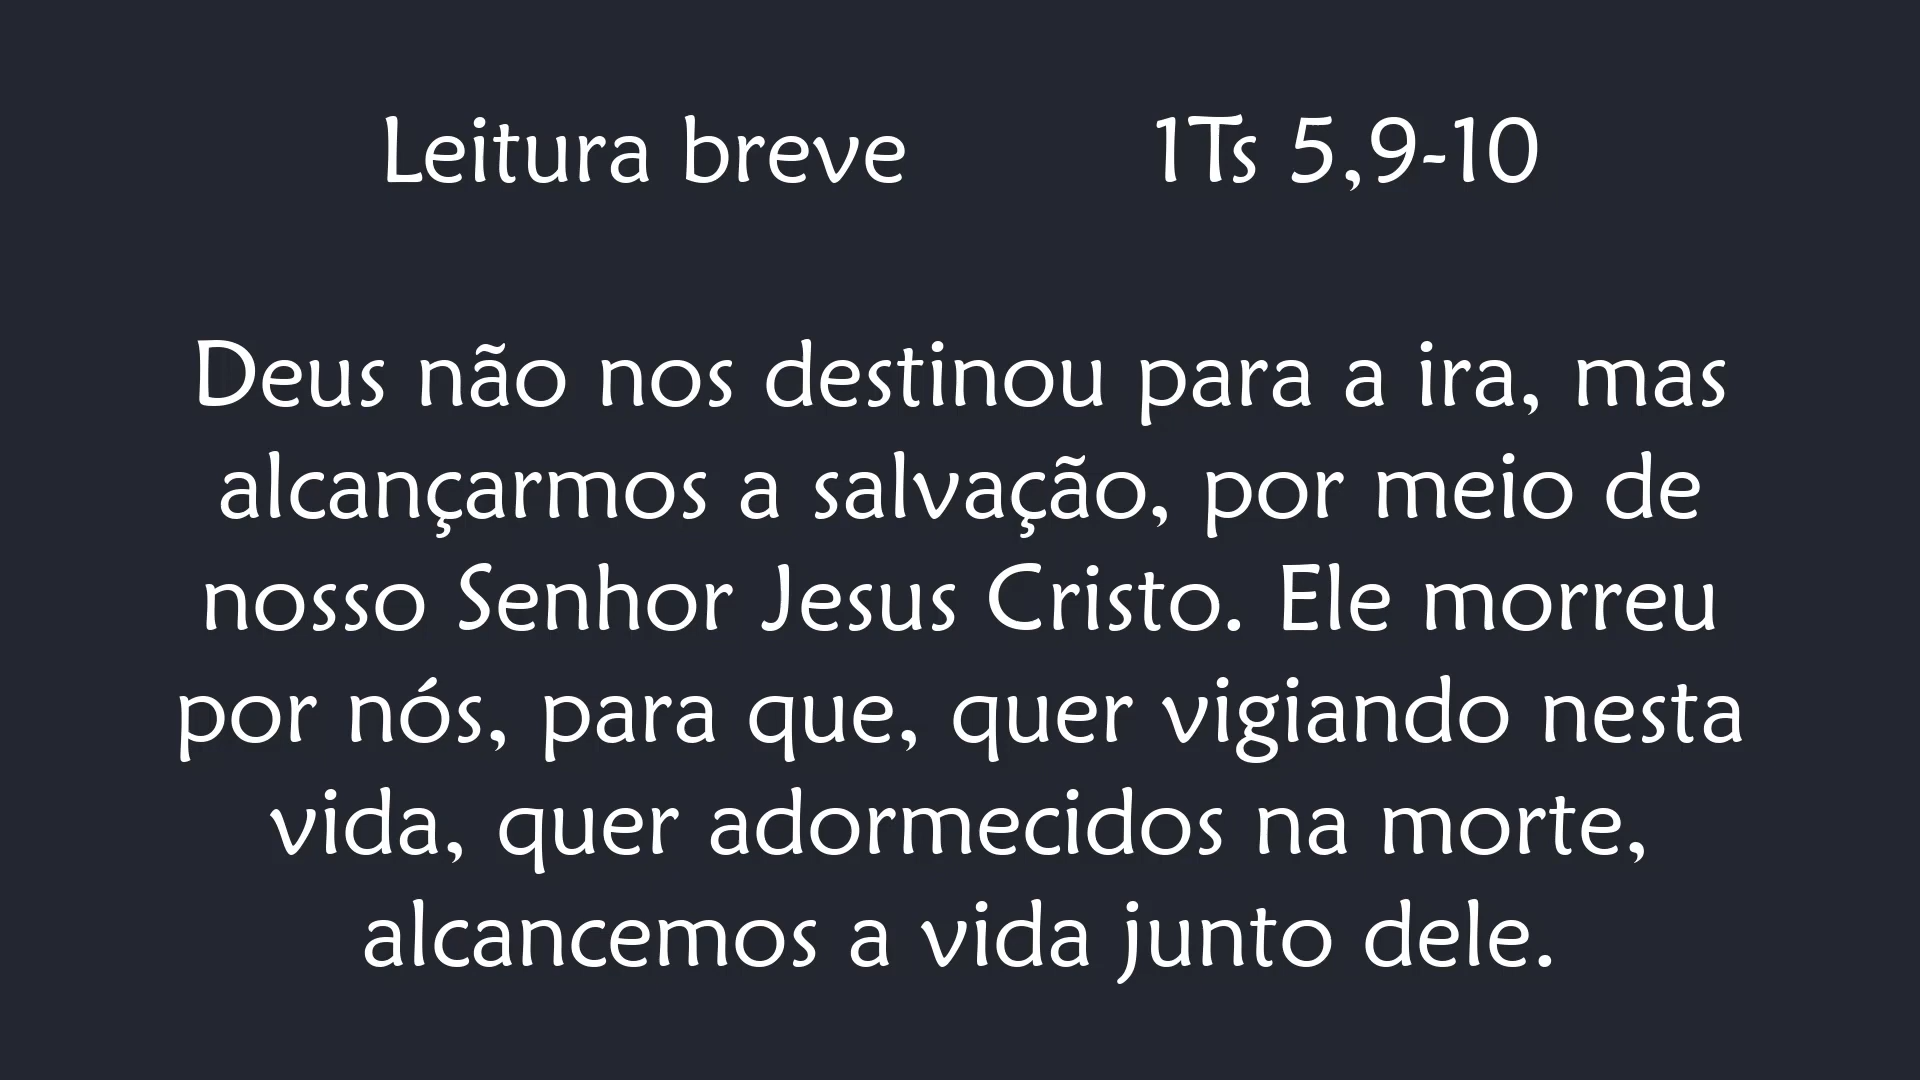 Leitura breve 1Ts 5,9-10
Deus não nos destinou para a ira, mas
alcançarmos a salvação, por meio de
nosso Senhor Jesus Cristo. Ele morreu
por nós, para que, quer vigiando nesta
vida, quer adormecidos na morte,
alcancemos a vida junto dele.